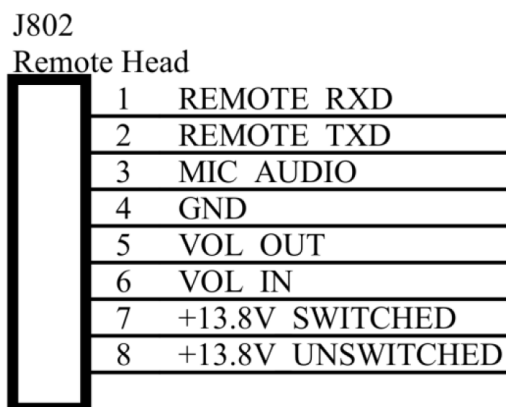 J802
Remote Head
1 REMOTE RXD
2 REMOTE TXD
3 MIC AUDIO
4 GND
5 VOL OUT
6 VOL IN
7 +13.8V SWITCHED
8 +13.8V UNSWITCHED